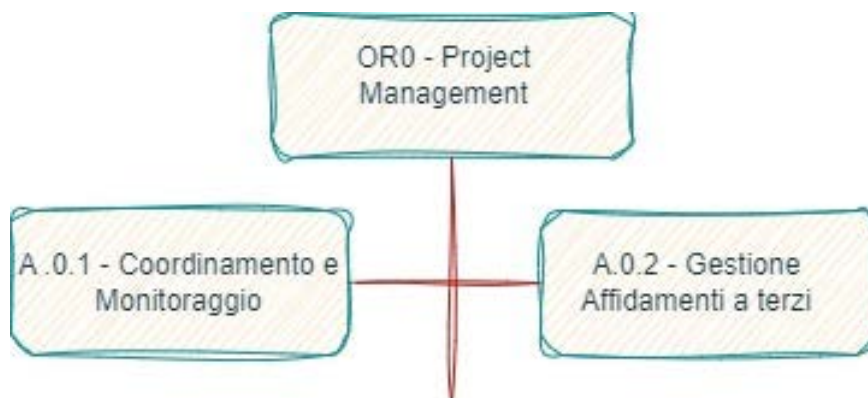 OR0 - Project
Management
A .0.1 - Coordinamento e
Monitoraggio
A.0.2 - Gestione
Affidamenti a terzi